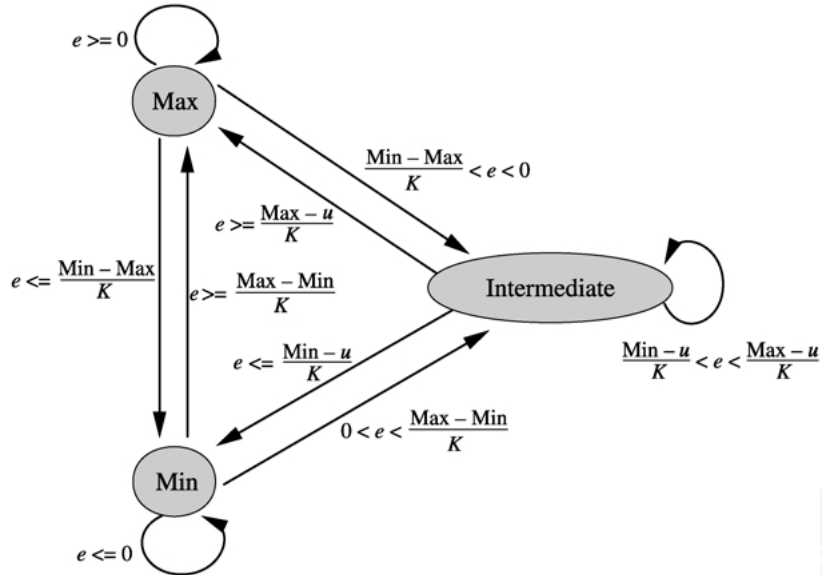 e >= 0
Max
Min – Max
K
< e < 0
e >= Max – u
K
e <= Min – Max
K
e >= Max – Min
K
Intermediate
e <= Min – u
K
Min – u
K
< e < Max – u
K
0 < e < Max – Min
K
Min
e <= 0